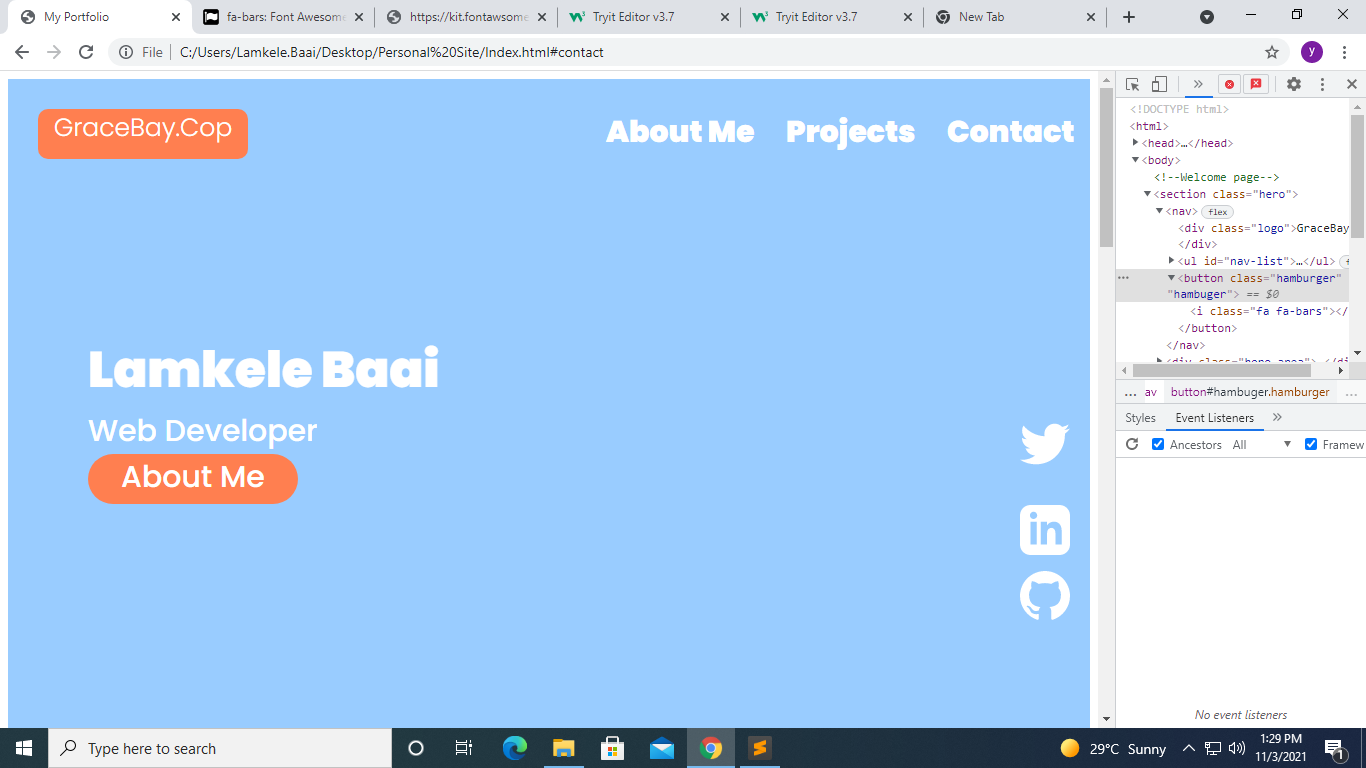 My Portfolio
fa-bars: Font Awesome
https://kit.fontawsome
Tryit Editor v3.7
Tryit Editor v3.7
New Tab
File
C:/Users/Lamkele.Baai/Desktop/Personal%20Site/Index.html#contact
y
GraceBay.Cop
About Me
Projects
Contact
Lamkele Baai
Web Developer
About Me
in
<!DOCTYPE html>
<html>
<head>…</head>
<body>
<!--Welcome page-->
<section class="hero">
<nav> flex
<div class="logo">GraceBay
</div>
<ul id="nav-list">…</ul>
… <button class="hamburger"
"hambuger"> == $0
<i class="fa fa-bars"></
</button>
</nav>
<div class="hero-area">…</di
… av button#hambuger.hamburger …
Styles Event Listeners
Ancestors All Framew
No event listeners
Type here to search
29°C Sunny
1:29 PM
11/3/2021
1